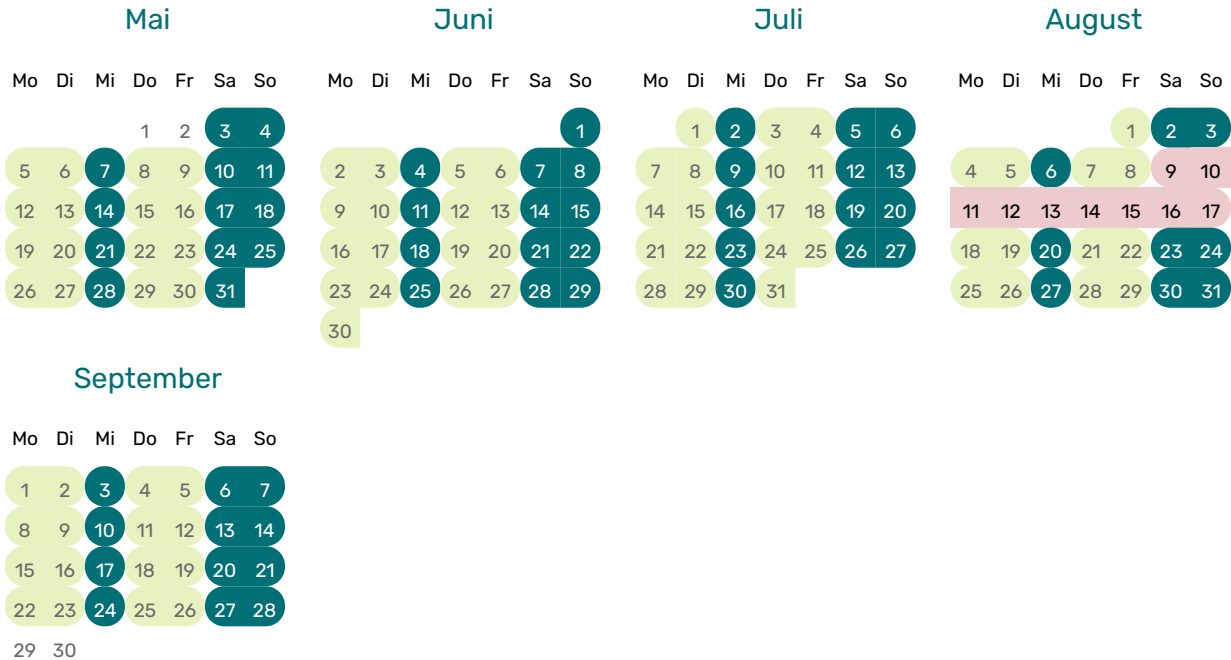 Mai
Mo Di Mi Do Fr Sa So
1 2 3 4
5 6 7 8 9 10 11
12 13 14 15 16 17 18
19 20 21 22 23 24 25
26 27 28 29 30 31
Juni
Mo Di Mi Do Fr Sa So
1
2 3 4 5 6 7 8
9 10 11 12 13 14 15
16 17 18 19 20 21 22
23 24 25 26 27 28 29
30
Juli
Mo Di Mi Do Fr Sa So
1 2 3 4 5 6
7 8 9 10 11 12 13
14 15 16 17 18 19 20
21 22 23 24 25 26 27
28 29 30 31
August
Mo Di Mi Do Fr Sa So
1 2 3
4 5 6 7 8 9 10
11 12 13 14 15 16 17
18 19 20 21 22 23 24
25 26 27 28 29 30 31
September
Mo Di Mi Do Fr Sa So
1 2 3 4 5 6 7
8 9 10 11 12 13 14
15 16 17 18 19 20 21
22 23 24 25 26 27 28
29 30